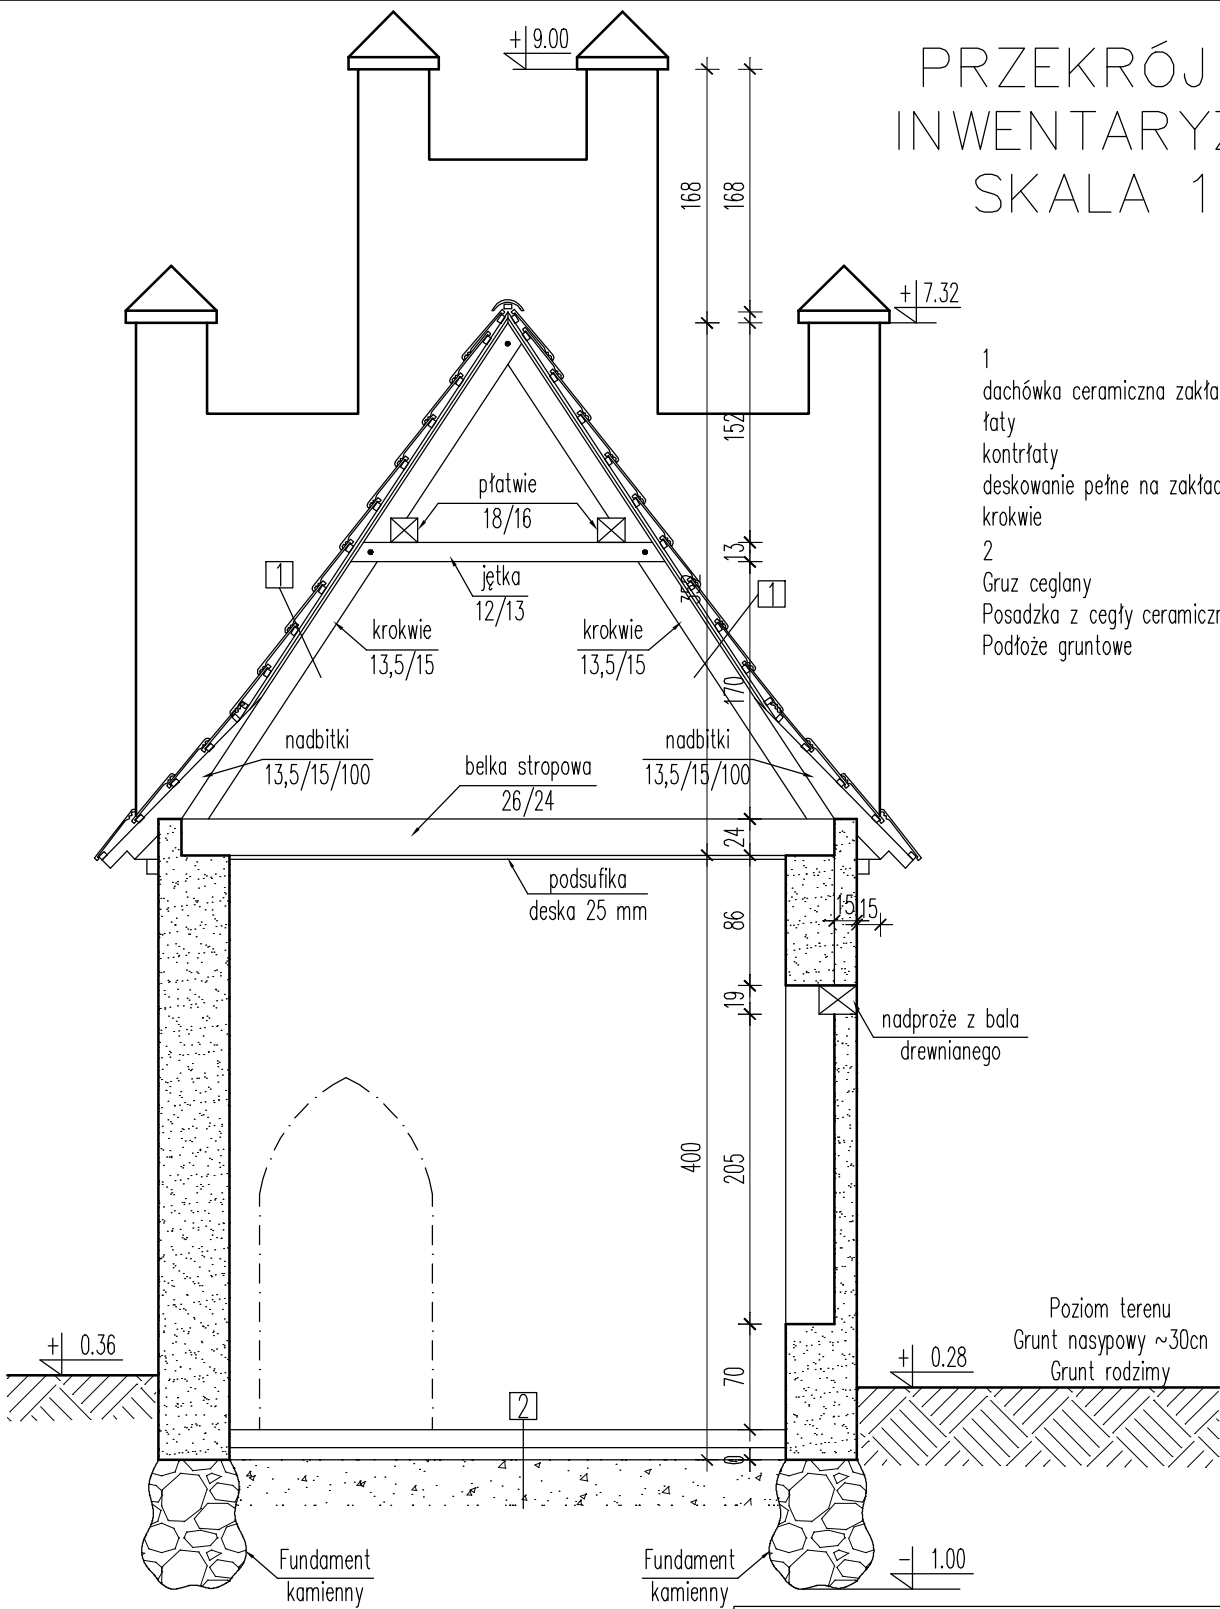 PRZEKRÓJ
INWENTARYZ
SKALA 1
+ 9.00
168
168
+ 7.32
1
dachówka ceramiczna zakła
łaty
kontrłaty
deskowanie pełne na zakład
krokwie
2
Gruz ceglany
Posadzka z cegły ceramiczn
Podłoże gruntowe
152
płatwie
18/16
13
1
jętka
12/13
1
krokwie
13,5/15
krokwie
13,5/15
170
nadbitki
13,5/15/100
nadbitki
13,5/15/100
belka stropowa
26/24
24
podsufika
deska 25 mm
86
15
15
19
nadproże z bala
drewnianego
400
205
Poziom terenu
Grunt nasypowy ~30cn
Grunt rodzimy
+ 0.36
+ 0.28
70
2
Fundament
kamienny
Fundament
kamienny
- 1.00